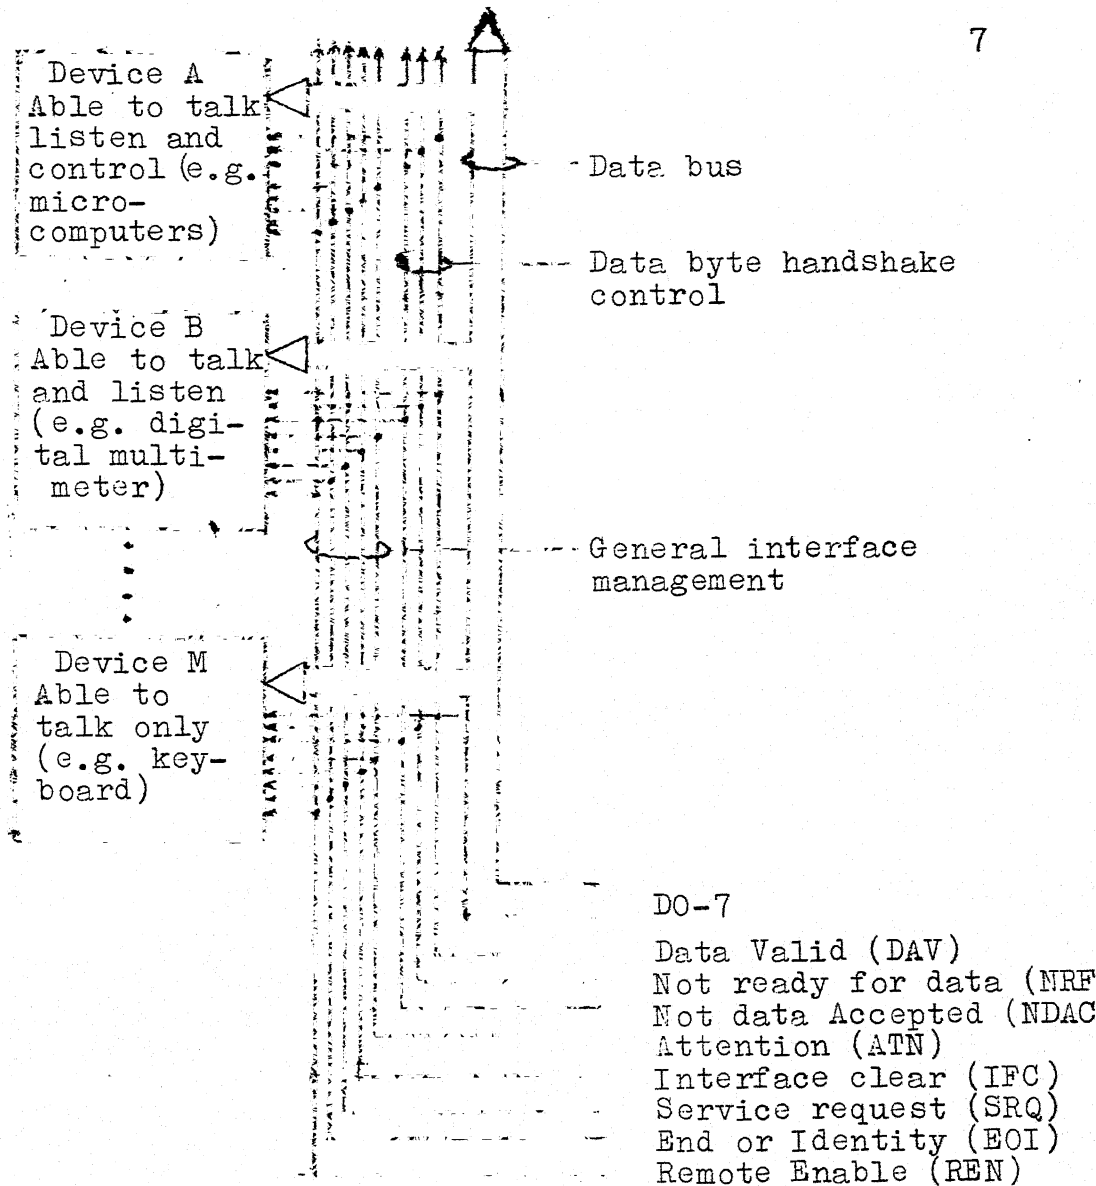 7
Device A
Able to talk
listen and
control (e.g.
micro-
computers)
Data bus
Data byte handshake
control
Device B
Able to talk
and listen
(e.g. digi-
tal multi-
meter)
General interface
management
Device M
Able to
talk only
(e.g. key-
board)
DO-7
Data Valid (DAV)
Not ready for data (NRF
Not data Accepted (NDAC
Attention (ATN)
Interface clear (IFC)
Service request (SRQ)
End or Identity (EOI)
Remote Enable (REN)